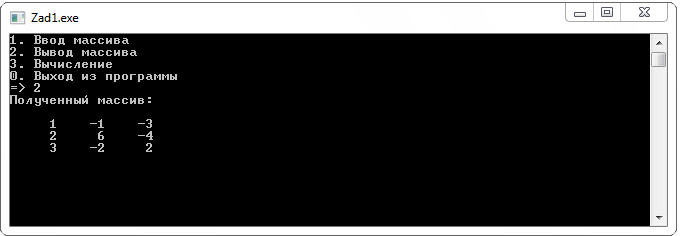 Zad1.exe
1. Ввод массива
2. Вывод массива
3. Вычисление
0. Выход из программы
=> 2
Полученный массив:
1 -1 -3
2 6 -4
3 -2 2